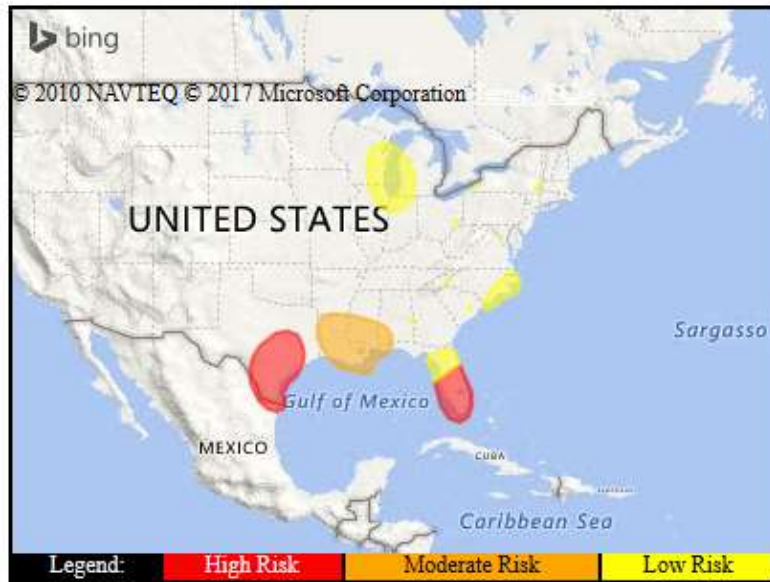 bing
© 2010 NAVTEQ © 2017 Microsoft Corporation
UNITED STATES
Sargasso
Gulf of Mexico
MEXICO
CUBA
Caribbean Sea
Legend: High Risk Moderate Risk Low Risk